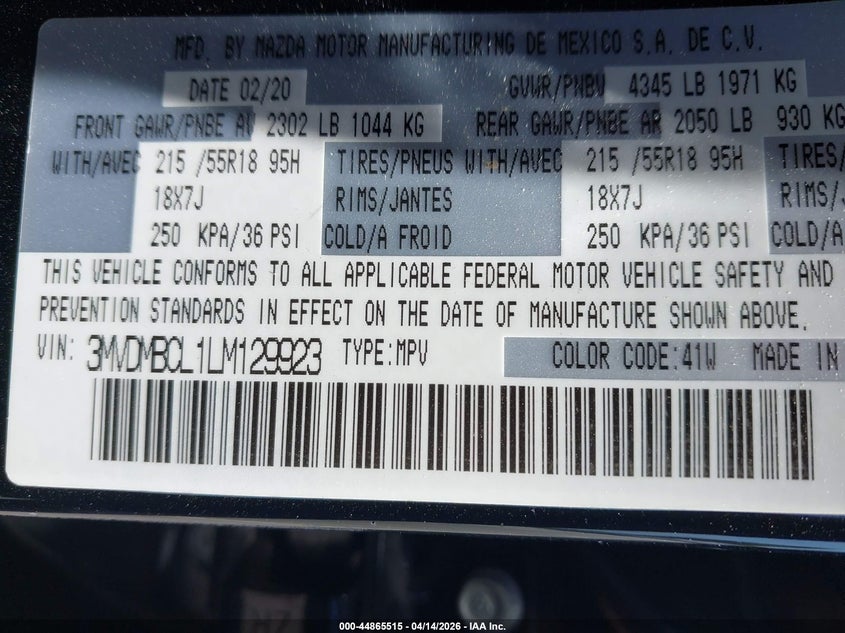 MFD. BY MAZDA MOTOR MANUFACTURING DE MEXICO S.A. DE C.V.
DATE 02/20 GVWR/PNBV 4345 LB 1971 KG
FRONT GAWR/PNBE AV 2302 LB 1044 KG REAR GAWR/PNBE AR 2050 LB 930 KG
WITH/AVEC 215 /55R18 95H TIRES/PNEUS WITH/AVEC 215 /55R18 95H TIRES/
18X7J RIMS/JANTES 18X7J RIMS/
250 KPA/36 PSI COLD/A FROID 250 KPA/36 PSI COLD/A
THIS VEHICLE CONFORMS TO ALL APPLICABLE FEDERAL MOTOR VEHICLE SAFETY AND
PREVENTION STANDARDS IN EFFECT ON THE DATE OF MANUFACTURE SHOWN ABOVE.
VIN: 3MVDMBCL1LM129923 TYPE:MPV COLOR CODE:41W MADE IN
000-44865515 - 04/14/2026 - IAA Inc.